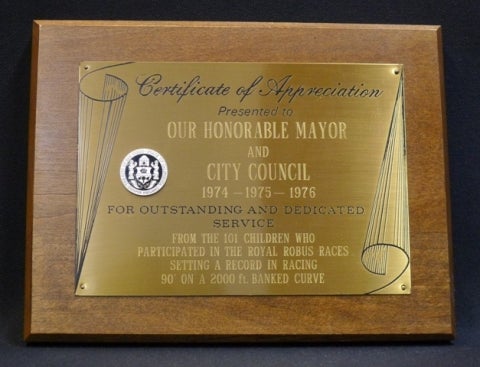 Certificate of Appreciation
Presented to
OUR HONORABLE MAYOR
AND
CITY COUNCIL
1974 — 1975 — 1976
FOR OUTSTANDING AND DEDICATED
SERVICE
FROM THE 101 CHILDREN WHO
PARTICIPATED IN THE ROYAL ROBUS RACES
SETTING A RECORD IN RACING
90° ON A 2000 ft. BANKED CURVE